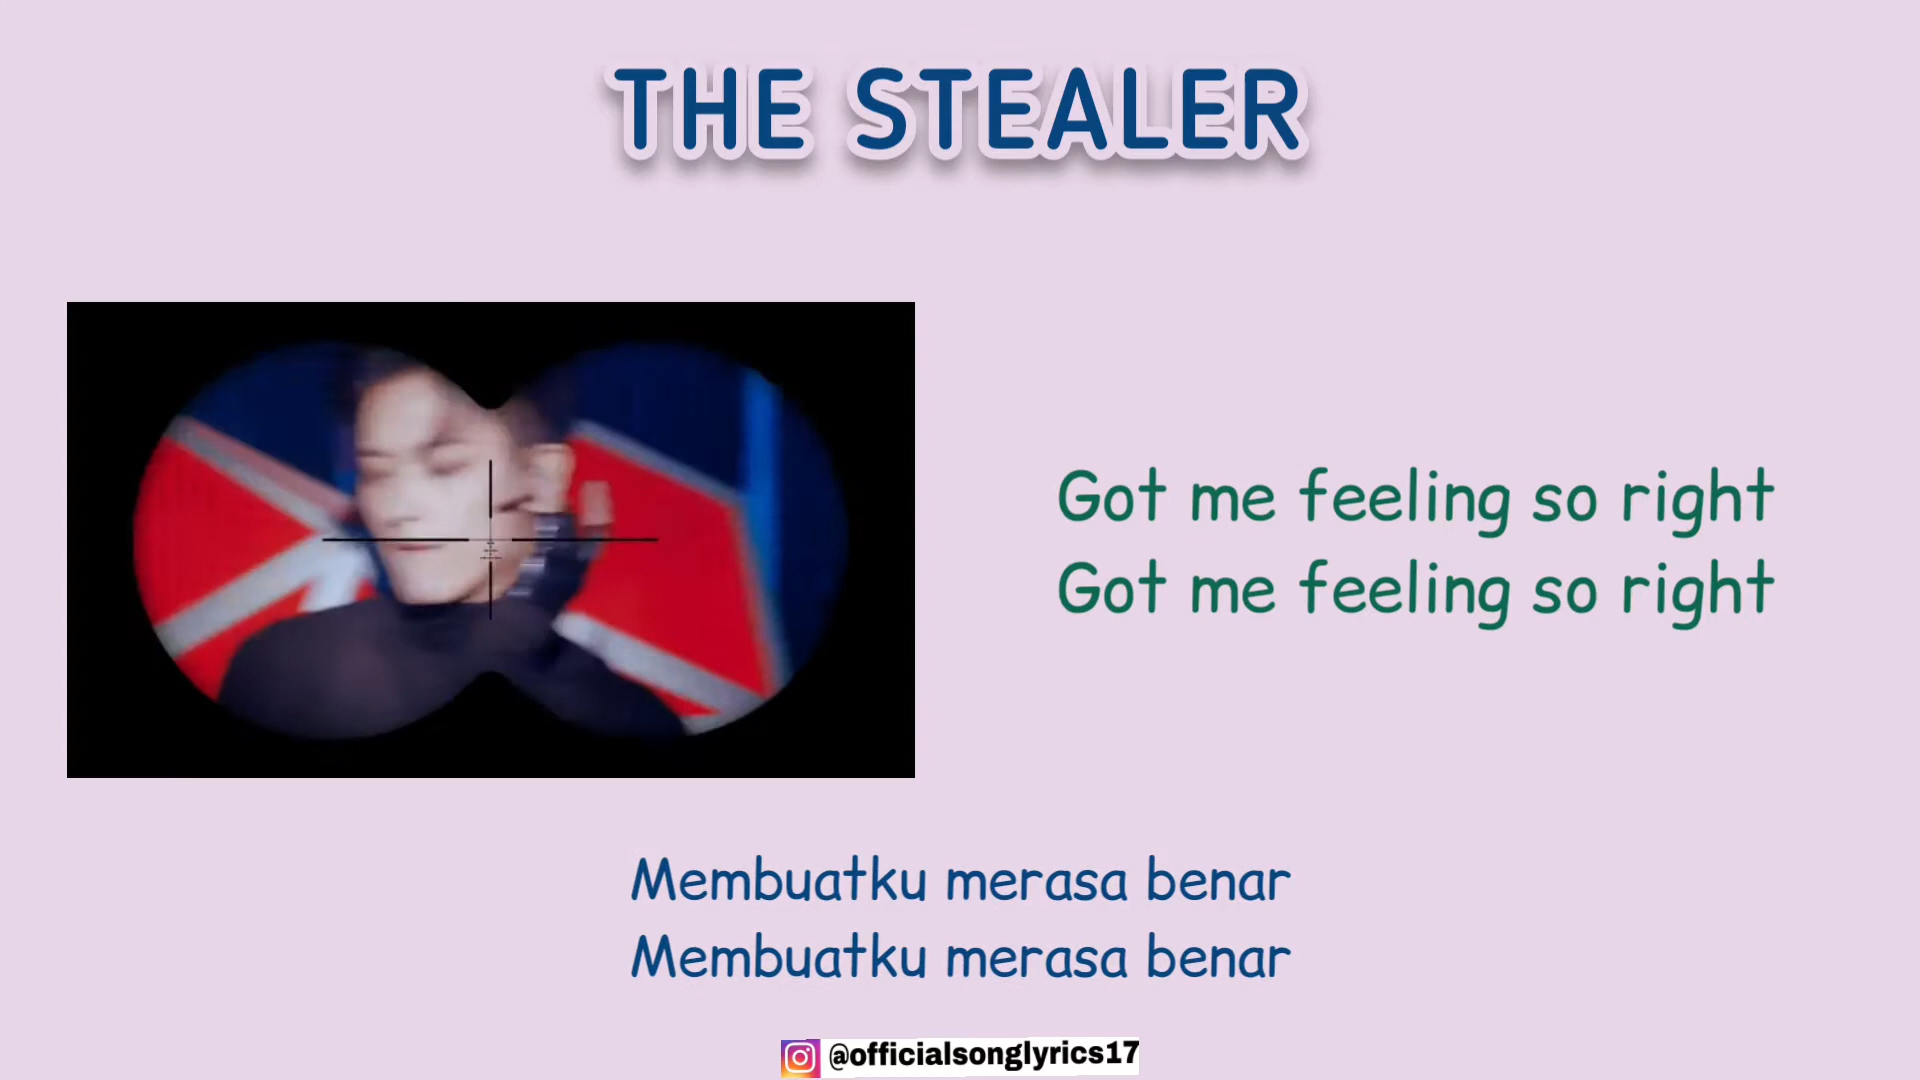 THE STEALER
Got me feeling so right
Got me feeling so right
Membuatku merasa benar
Membuatku merasa benar
@officialsonglyrics17